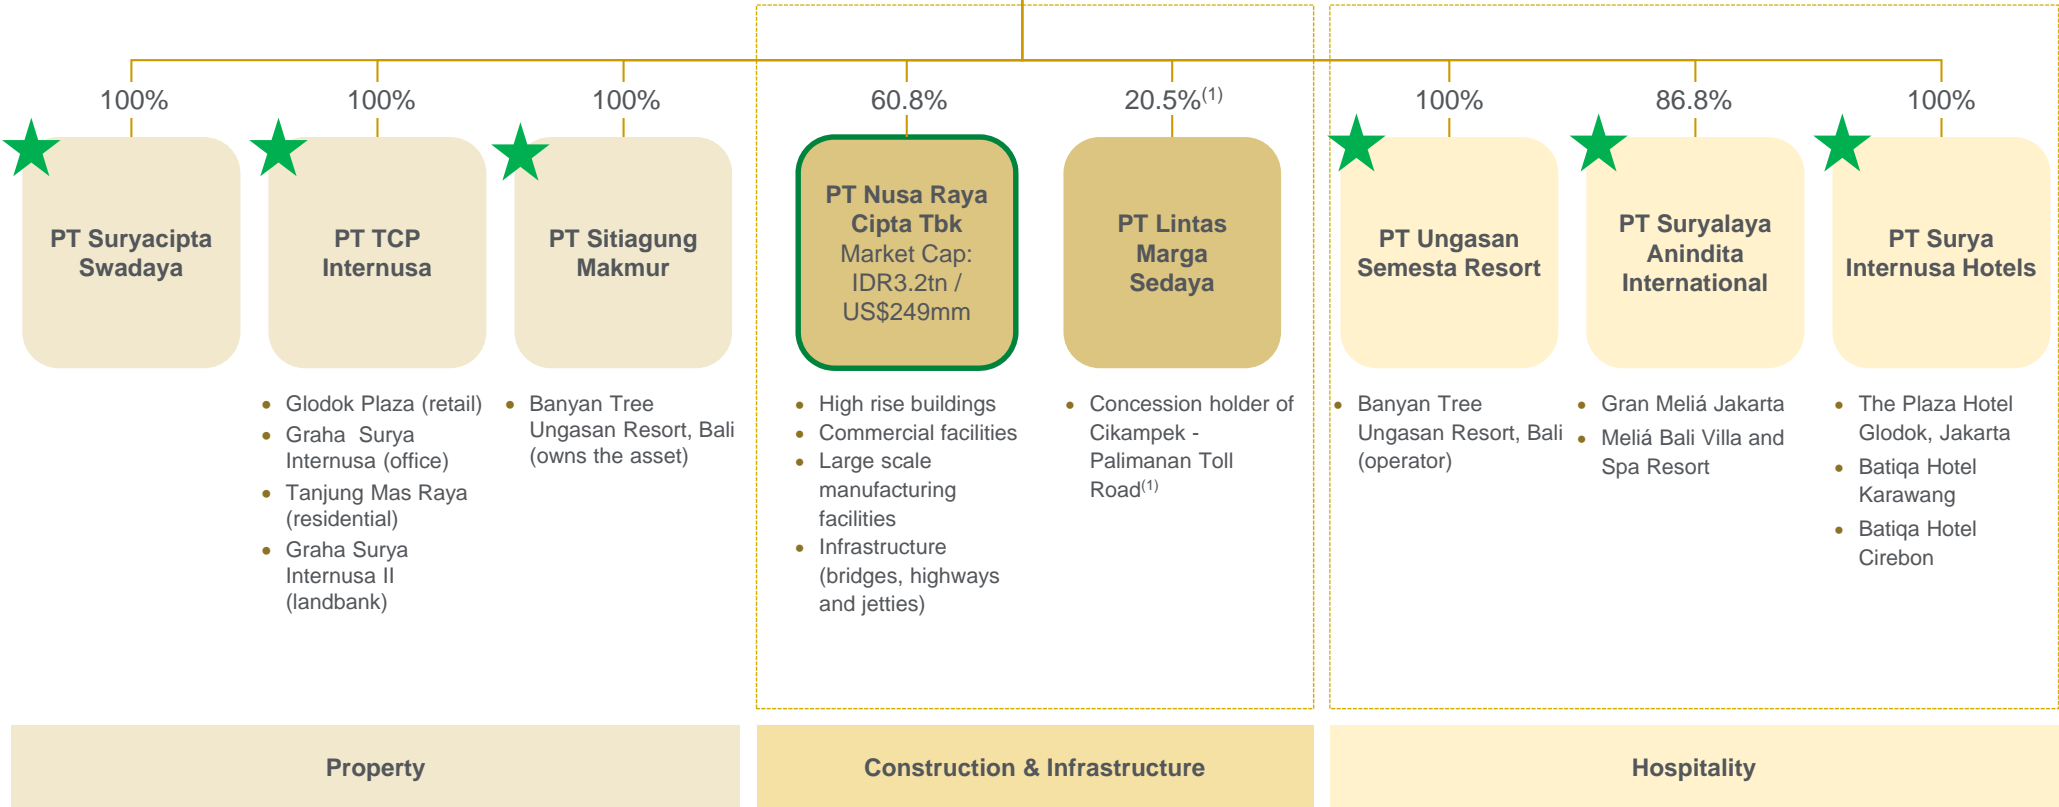 100%
100%
100%
60.8%
20.5%(1)
100%
86.8%
100%
PT Suryacipta
Swadaya
PT TCP
Internusa
PT Sitiagung
Makmur
PT Nusa Raya
Cipta Tbk
Market Cap:
IDR3.2tn /
US$249mm
PT Lintas
Marga
Sedaya
PT Ungasan
Semesta Resort
PT Suryalaya
Anindita
International
PT Surya
Internusa Hotels
• Glodok Plaza (retail)
• Graha Surya
Internusa (office)
• Tanjung Mas Raya
(residential)
• Graha Surya
Internusa II
(landbank)
• Banyan Tree
Ungasan Resort, Bali
(owns the asset)
• High rise buildings
• Commercial facilities
• Large scale
manufacturing
facilities
• Infrastructure
(bridges, highways
and jetties)
• Concession holder of
Cikampek -
Palimanan Toll
Road(1)
• Banyan Tree
Ungasan Resort, Bali
(operator)
• Gran Meliá Jakarta
• Meliá Bali Villa and
Spa Resort
• The Plaza Hotel
Glodok, Jakarta
• Batiqa Hotel
Karawang
• Batiqa Hotel
Cirebon
Property
Construction & Infrastructure
Hospitality